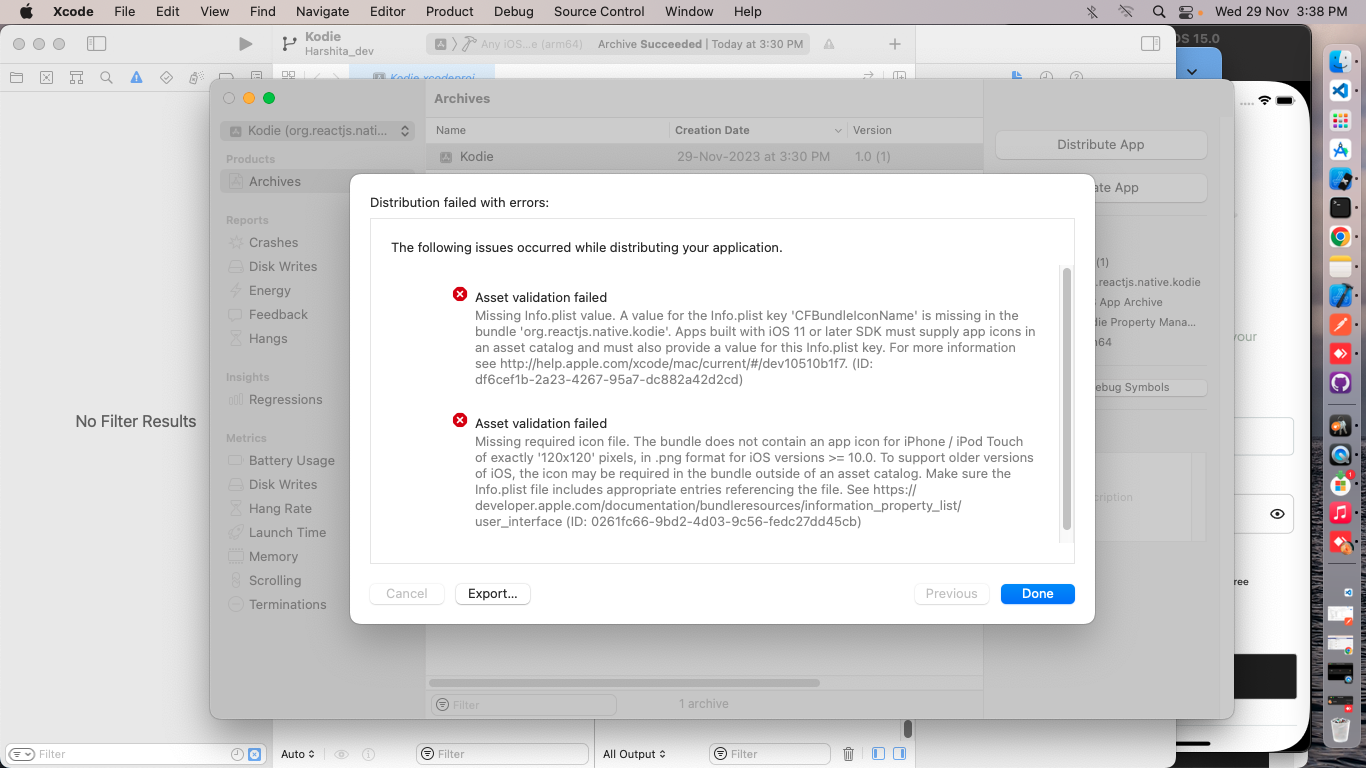 Xcode File Edit View Find Navigate Editor Product Debug Source Control Window Help Wed 29 Nov 3:38 PM
Kodie
Harshita_dev
(arm64) Archive Succeeded | Today at 3:30 PM
OS 15.0
Kodie.xcodeproj
Archives
Kodie (org.reactjs.nati...
Name Creation Date Version
Kodie 29-Nov-2023 at 3:30 PM 1.0 (1)
Distribute App
ate App
Products
Archives
Reports
Crashes
Disk Writes
Energy
Feedback
Hangs
Insights
Regressions
Metrics
Battery Usage
Disk Writes
Hang Rate
Launch Time
Memory
Scrolling
Terminations
No Filter Results
Distribution failed with errors:
The following issues occurred while distributing your application.
Asset validation failed
Missing Info.plist value. A value for the Info.plist key 'CFBundleIconName' is missing in the
bundle 'org.reactjs.native.kodie'. Apps built with iOS 11 or later SDK must supply app icons in
an asset catalog and must also provide a value for this Info.plist key. For more information
see http://help.apple.com/xcode/mac/current/#/dev10510b1f7. (ID:
df6cef1b-2a23-4267-95a7-dc882a42d2cd)
Asset validation failed
Missing required icon file. The bundle does not contain an app icon for iPhone / iPod Touch
of exactly '120x120' pixels, in .png format for iOS versions >= 10.0. To support older versions
of iOS, the icon may be required in the bundle outside of an asset catalog. Make sure the
Info.plist file includes appropriate entries referencing the file. See https://
developer.apple.com/documentation/bundleresources/information_property_list/
user_interface (ID: 02011c66-9bd2-4d03-9c56-fedc27dd45cb)
Cancel Export... Previous Done
(1)
.reactjs.native.kodie
S App Archive
die Property Mana...
m64
ebug Symbols
cription
your
ree
Filter
1 archive
Filter
Auto
Filter
Filter
1